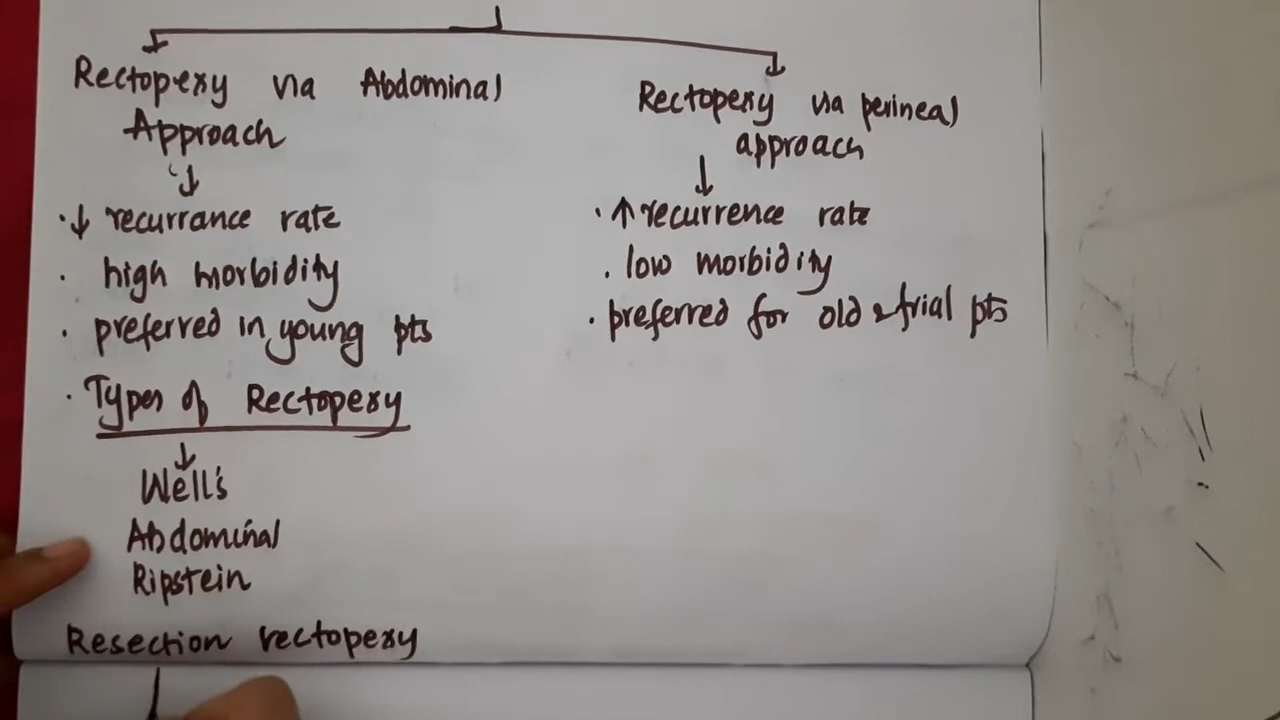 Rectopexy via Abdominal
Approach
↓
· ↓ recurrance rate
· high morbidity
· preferred in young pts
· Types of Rectopexy
↓
Well's
Abdominal
Ripstein
Resection rectopexy
Rectopexy via perineal
approach
↓
· ↑ recurrence rate
· low morbidity
· preferred for old & frial pts